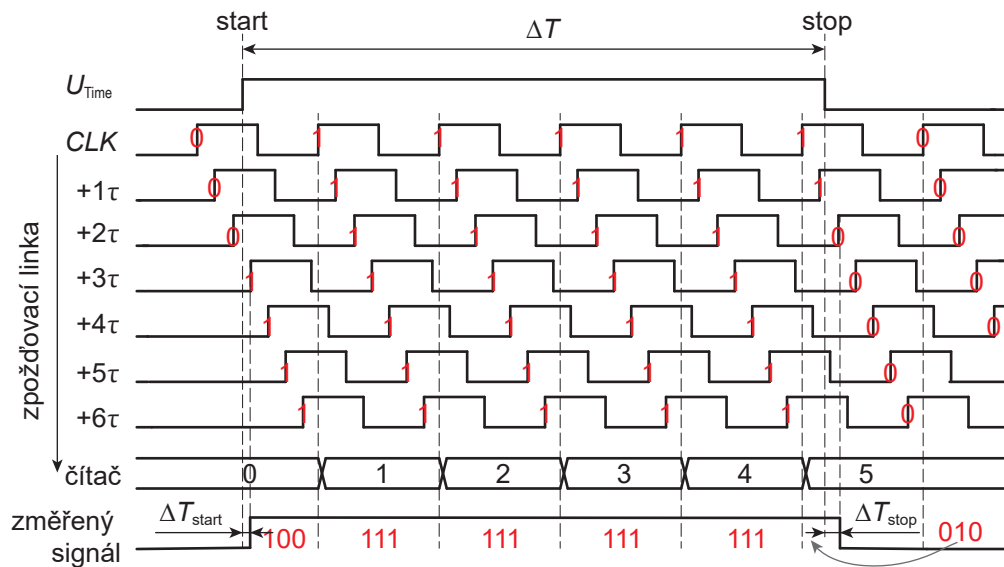 start stop
ΔT
U_Time
CLK 0 1 1 1 1 1 0
+1τ 0 1 1 1 1 1 0
+2τ 0 1 1 1 1 0 0
+3τ 1 1 1 1 1 0 0
+4τ 1 1 1 1 1 0 0
+5τ 1 1 1 1 1 0
+6τ 1 1 1 1 1 0
zpožďovací linka
čítač 0 1 2 3 4 5
změřený signál
ΔT_start 100 111 111 111 111 ΔT_stop 010